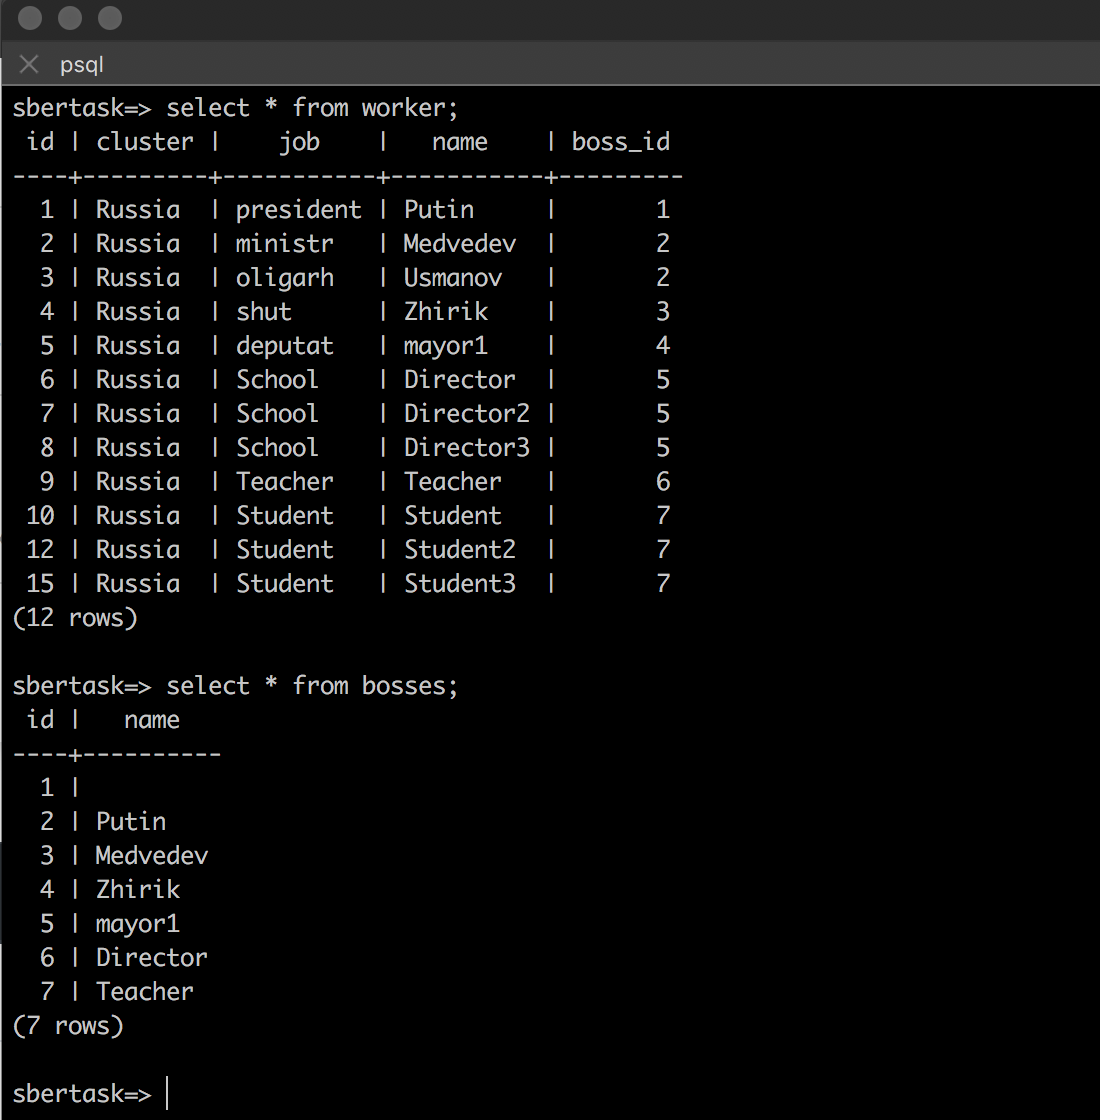 psql
sbertask=> select * from worker;
 id | cluster |    job    |   name    | boss_id
----+---------+-----------+-----------+---------
  1 | Russia  | president | Putin     |       1
  2 | Russia  | ministr   | Medvedev  |       2
  3 | Russia  | oligarh   | Usmanov   |       2
  4 | Russia  | shut      | Zhirik    |       3
  5 | Russia  | deputat   | mayor1    |       4
  6 | Russia  | School    | Director  |       5
  7 | Russia  | School    | Director2 |       5
  8 | Russia  | School    | Director3 |       5
  9 | Russia  | Teacher   | Teacher   |       6
 10 | Russia  | Student   | Student   |       7
 12 | Russia  | Student   | Student2  |       7
 15 | Russia  | Student   | Student3  |       7
(12 rows)
sbertask=> select * from bosses;
 id |   name
----+----------
  1 |
  2 | Putin
  3 | Medvedev
  4 | Zhirik
  5 | mayor1
  6 | Director
  7 | Teacher
(7 rows)
sbertask=>